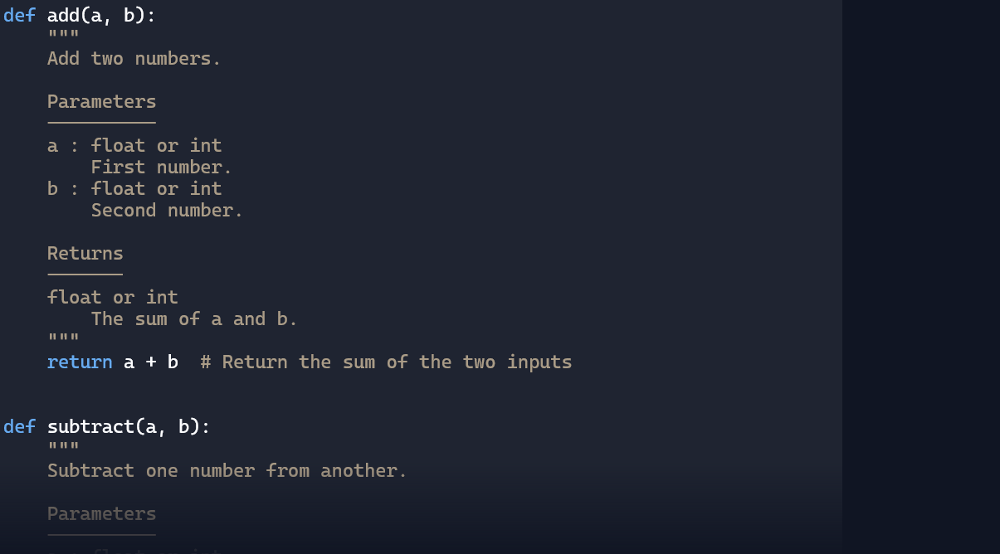 def add(a, b):
    """
    Add two numbers.

    Parameters
    ----------
    a : float or int
        First number.
    b : float or int
        Second number.

    Returns
    -------
    float or int
        The sum of a and b.
    """
    return a + b  # Return the sum of the two inputs


def subtract(a, b):
    """
    Subtract one number from another.

    Parameters
    ----------